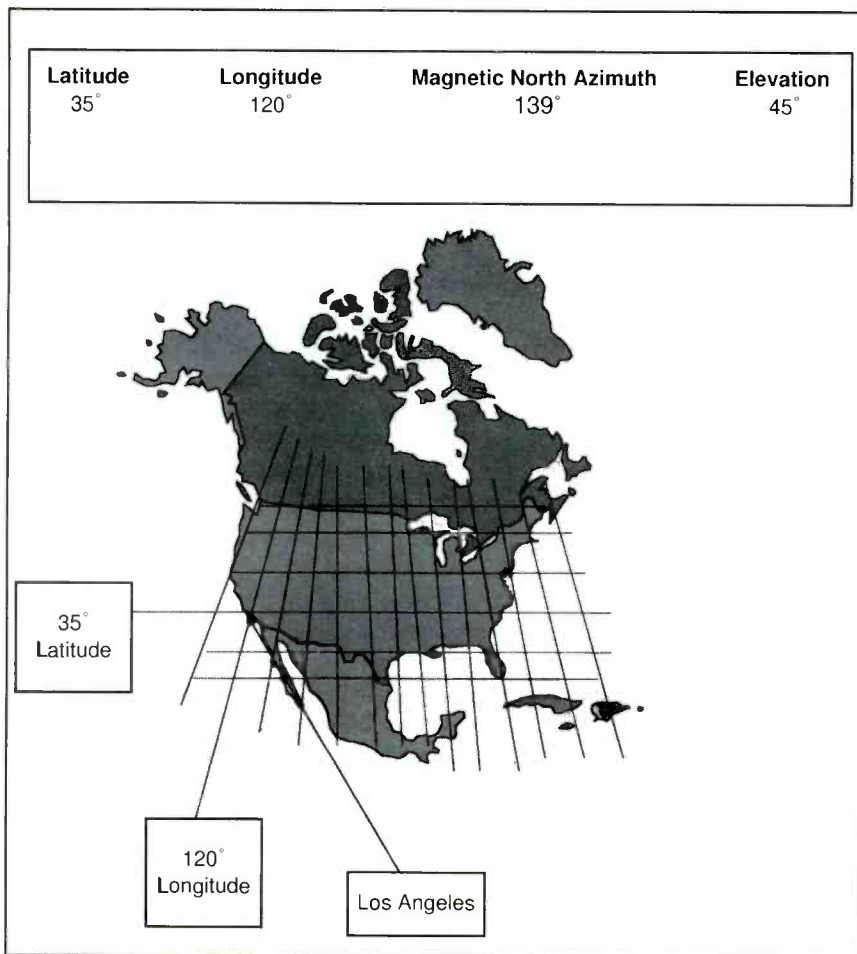 Latitude Longitude Magnetic North Azimuth Elevation
35° 120° 139° 45°
35°
Latitude
120°
Longitude
Los Angeles